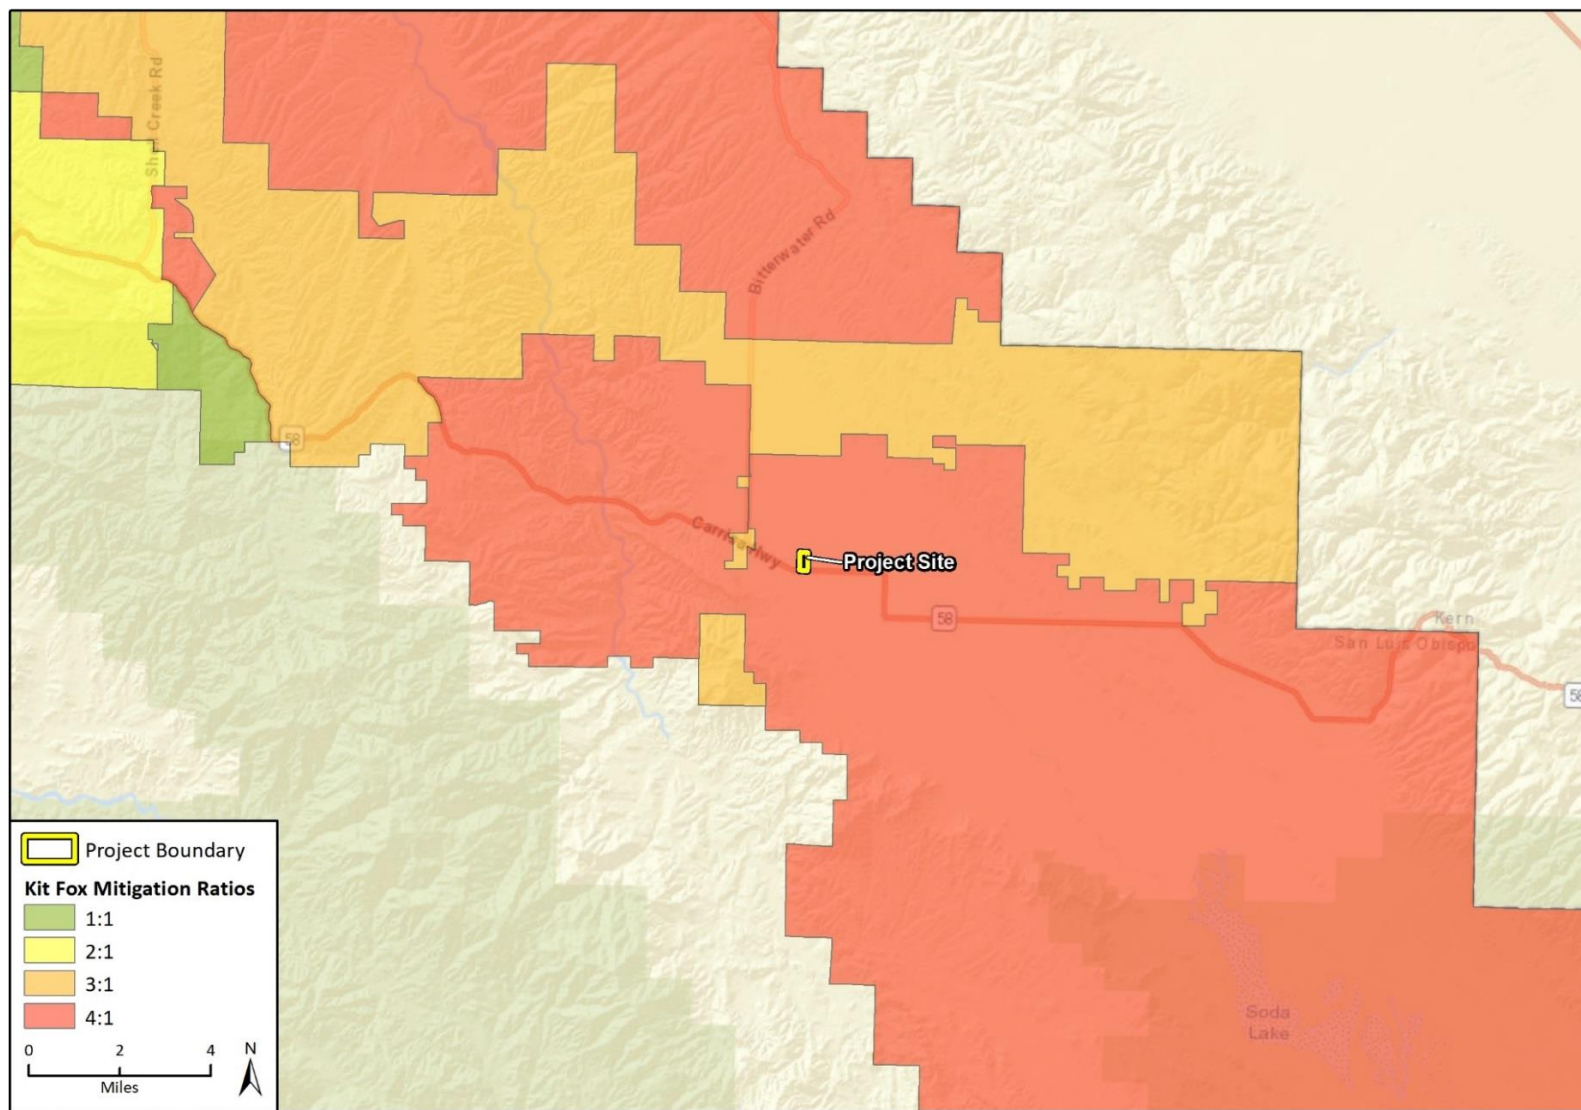 Shell Creek Rd
Bitterwater Rd
58
Carrisa Hwy
Project Site
58
Kern
San Luis Obispo
58
Soda
Lake
Project Boundary
Kit Fox Mitigation Ratios
1:1
2:1
3:1
4:1
0 2 4
Miles
N